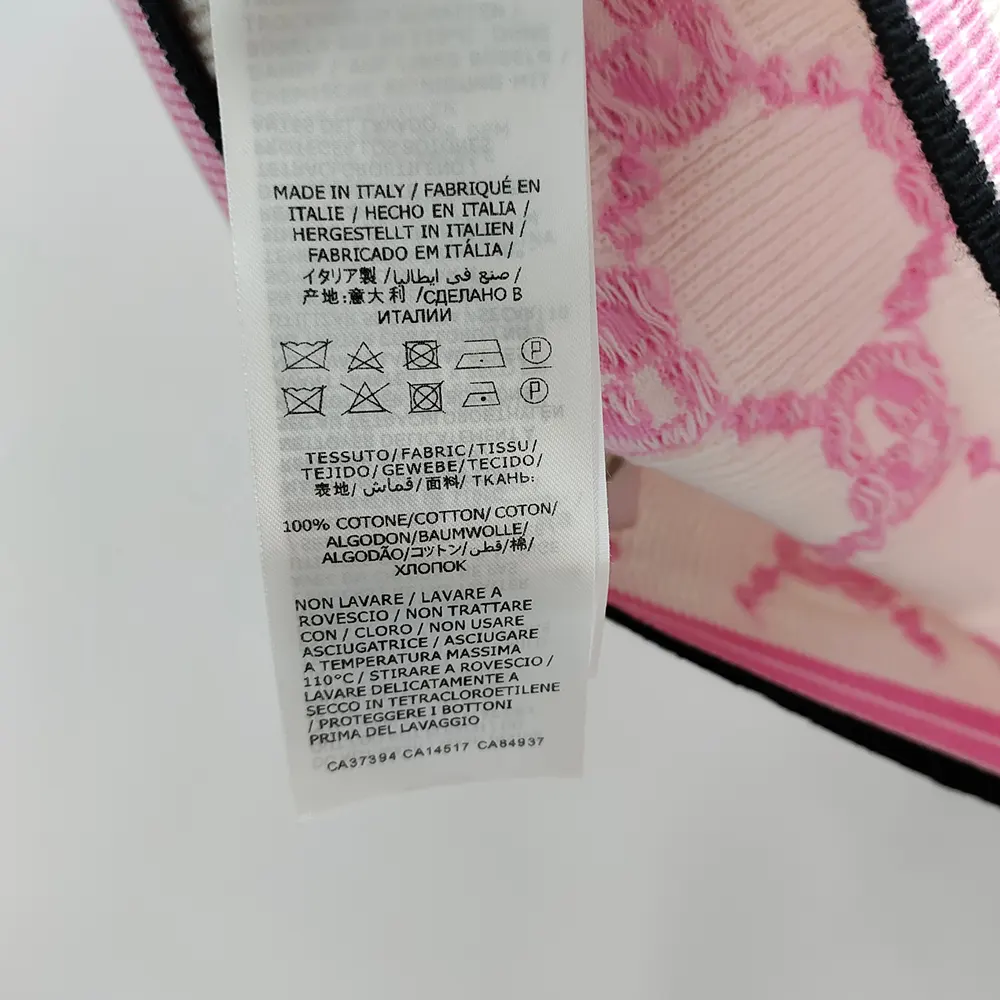 MADE IN ITALY / FABRIQUÉ EN
ITALIE / HECHO EN ITALIA /
HERGESTELLT IN ITALIEN /
FABRICADO EM ITÁLIA /
イタリア製 / صنع في ايطاليا /
产地:意大利 /СДЕЛАНО В
ИТАЛИИ
P
P
TESSUTO/FABRIC/TISSU/
TEJIDO/GEWEBE/TECIDO/
表地/ قماش /面料/ ТКАНЬ:
100% COTONE/COTTON/ COTON/
ALGODON/BAUMWOLLE/
ALGODÃO/コットン/قطن/棉/
ХЛОПОК
NON LAVARE / LAVARE A
ROVESCIO / NON TRATTARE
CON / CLORO / NON USARE
ASCIUGATRICE / ASCIUGARE
A TEMPERATURA MASSIMA
110°C / STIRARE A ROVESCIO /
LAVARE DELICATAMENTE A
SECCO IN TETRACLOROETILENE
/ PROTEGGERE I BOTTONI
PRIMA DEL LAVAGGIO
CA37394 CA14517 CA84937